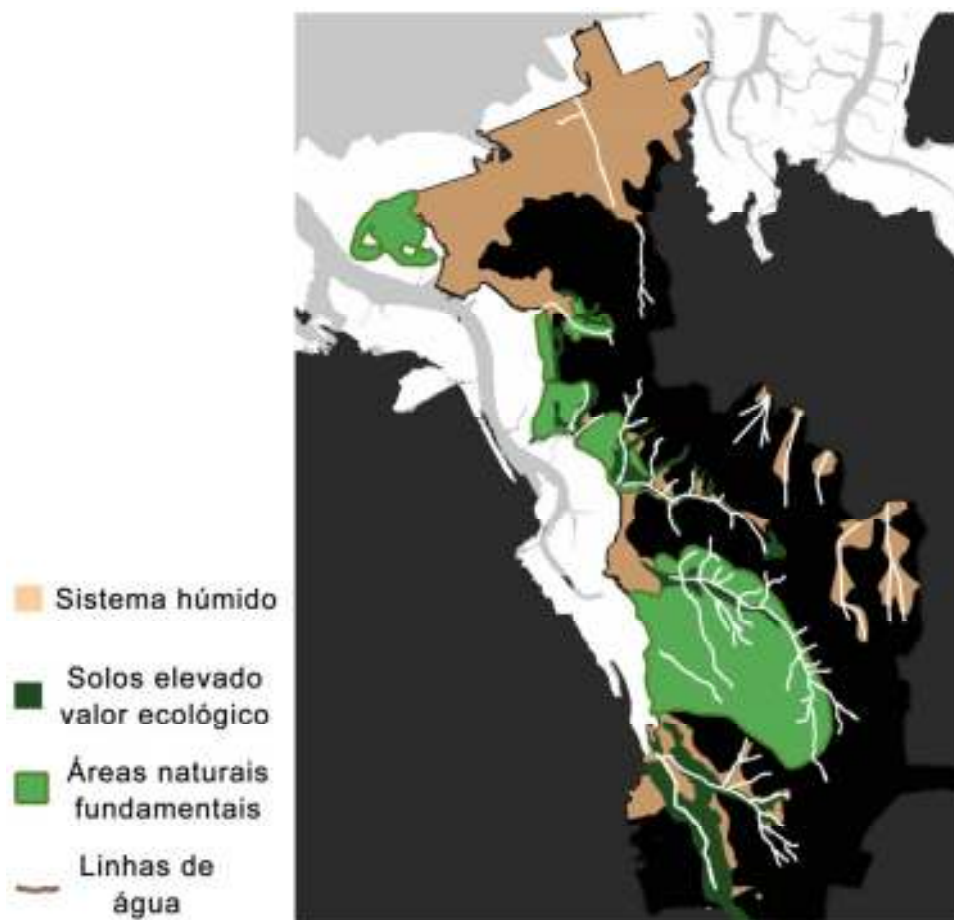 Sistema húmido
Solos elevado
valor ecológico
Áreas naturais
fundamentais
Linhas de
água